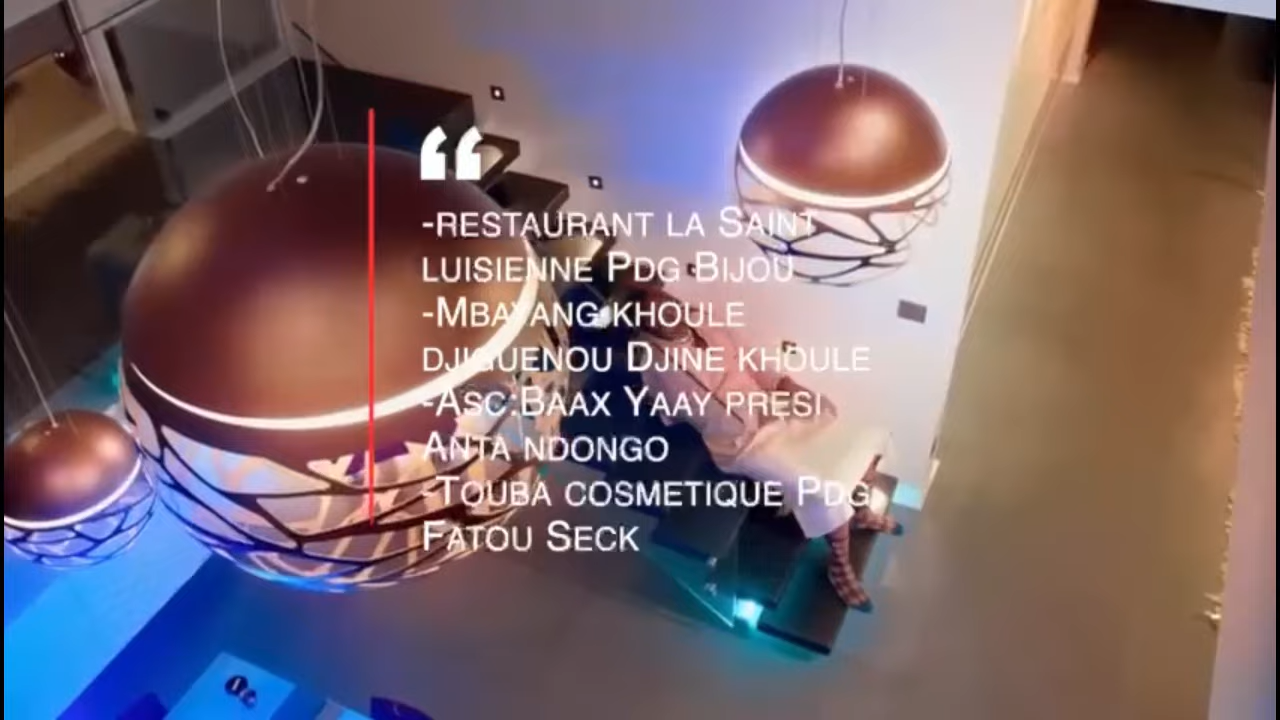 “
-restaurant la Saint
luisienne Pdg Bijou
-Mbayang khoule
djiguenou Djine khoule
-Asc.Baax Yaay presi
Anta ndongo
-Touba cosmetique Pdg
Fatou Seck